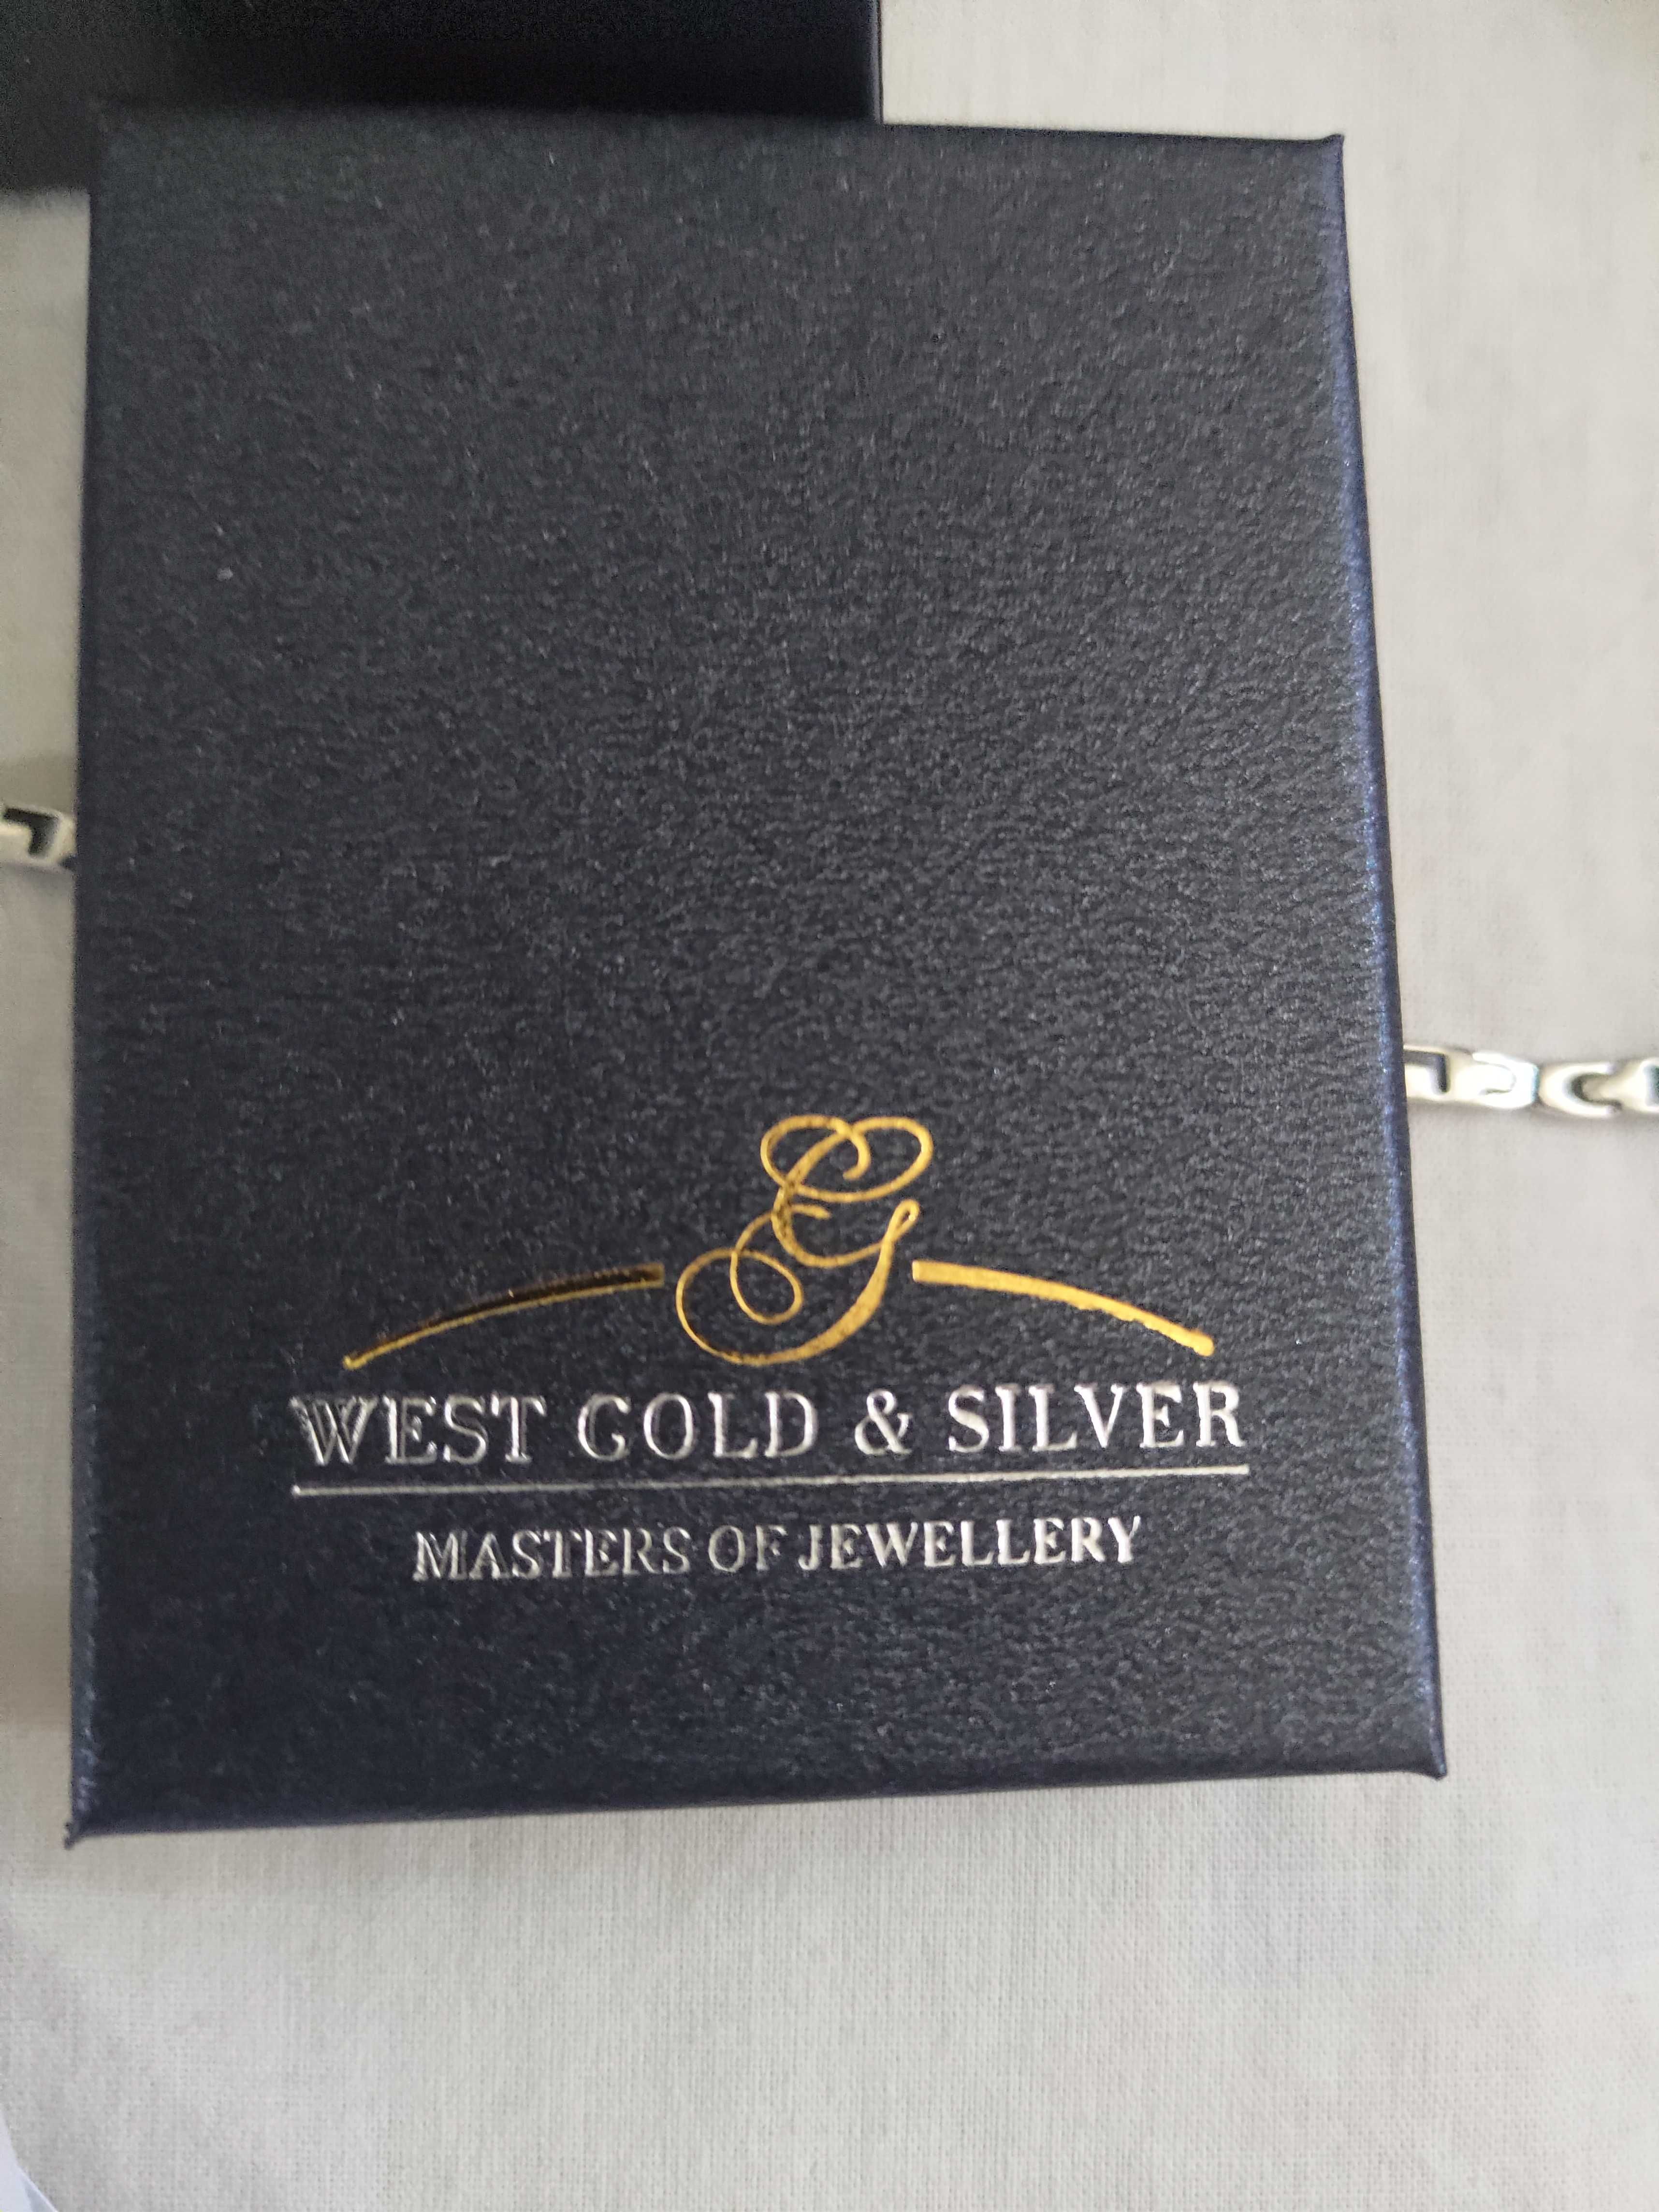 G
WEST GOLD & SILVER
MASTERS OF JEWELLERY